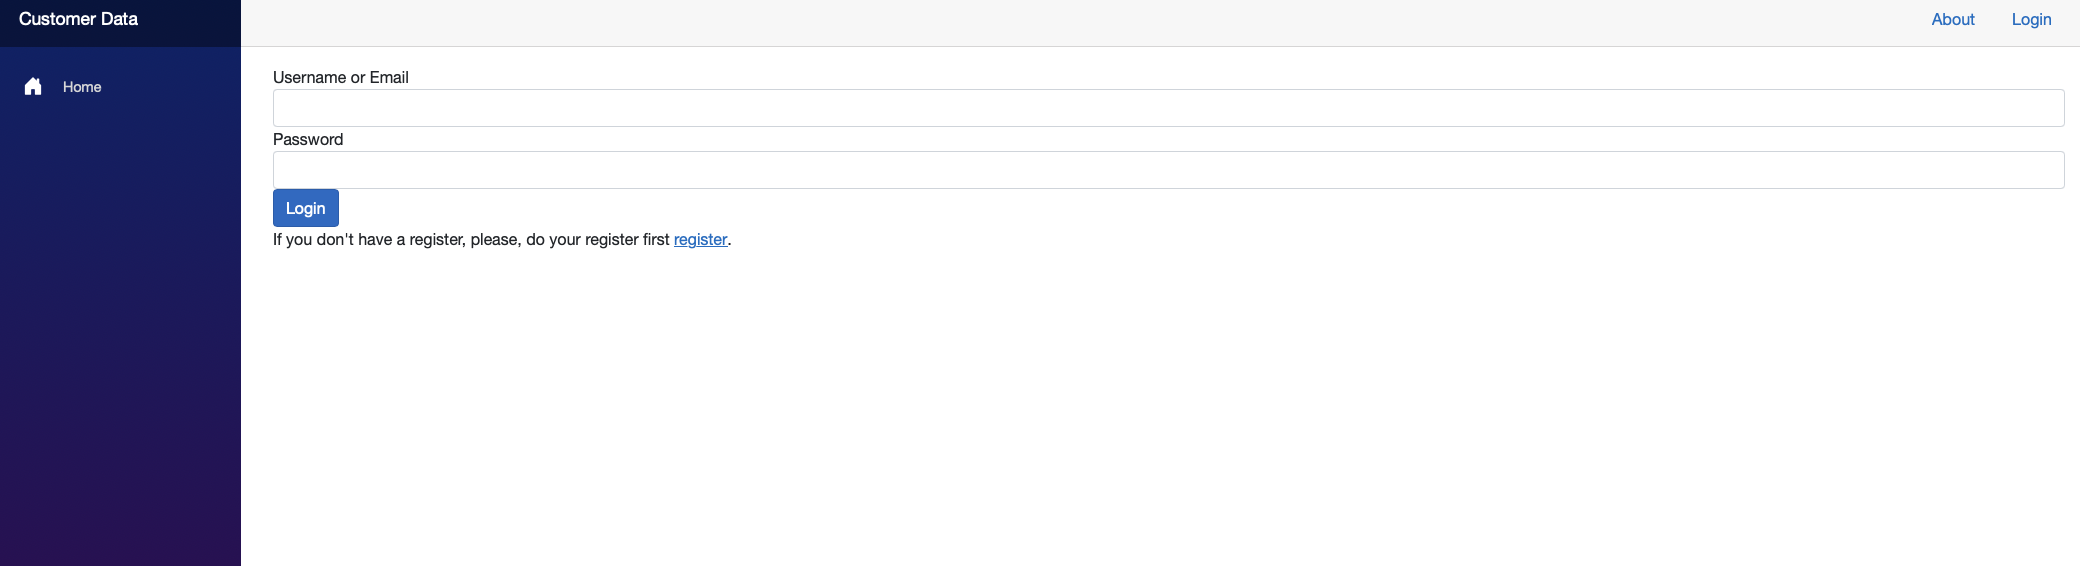 Customer Data
About Login
Home
Username or Email
Password
Login
If you don't have a register, please, do your register first register.